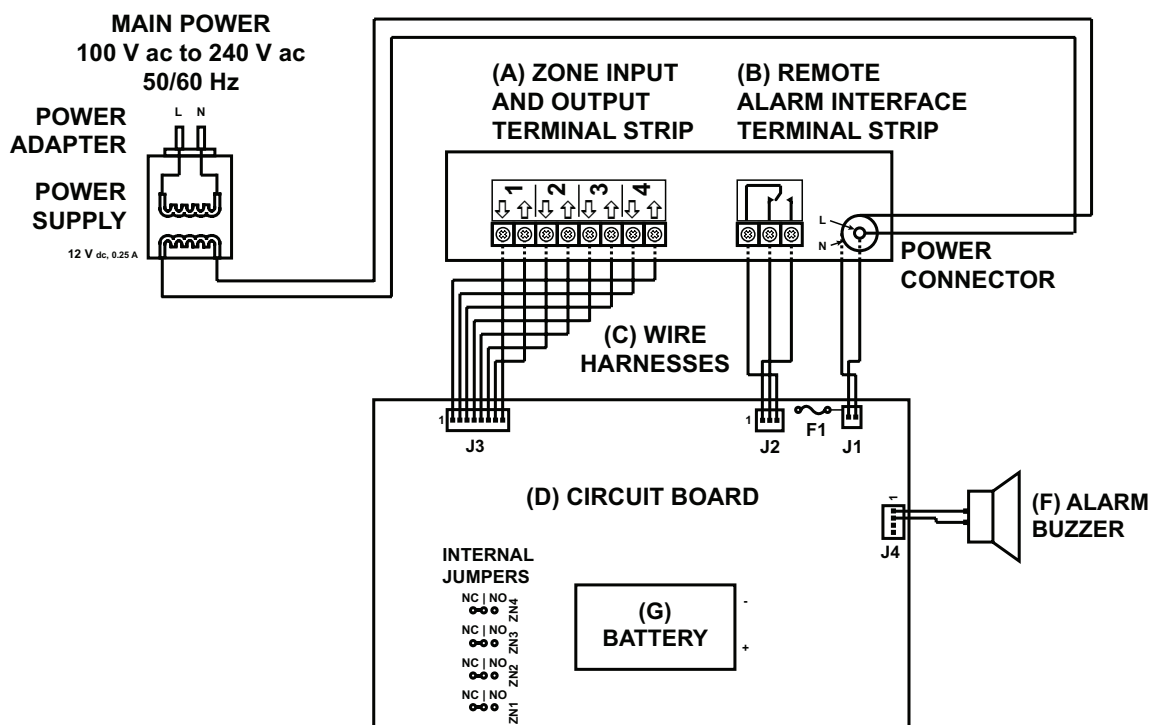 MAIN POWER
100 V ac to 240 V ac
50/60 Hz
POWER
ADAPTER
L N
POWER
SUPPLY
12 V dc, 0.25 A
(A) ZONE INPUT
AND OUTPUT
TERMINAL STRIP
(B) REMOTE
ALARM INTERFACE
TERMINAL STRIP
1 2 3 4
L
N
POWER
CONNECTOR
(C) WIRE
HARNESSES
1
J3
1
J2
F1
J1
(D) CIRCUIT BOARD
1
J4
(F) ALARM
BUZZER
INTERNAL
JUMPERS
NC | NO
ZN4
NC | NO
ZN3
NC | NO
ZN2
NC | NO
ZN1
(G)
BATTERY
-
+